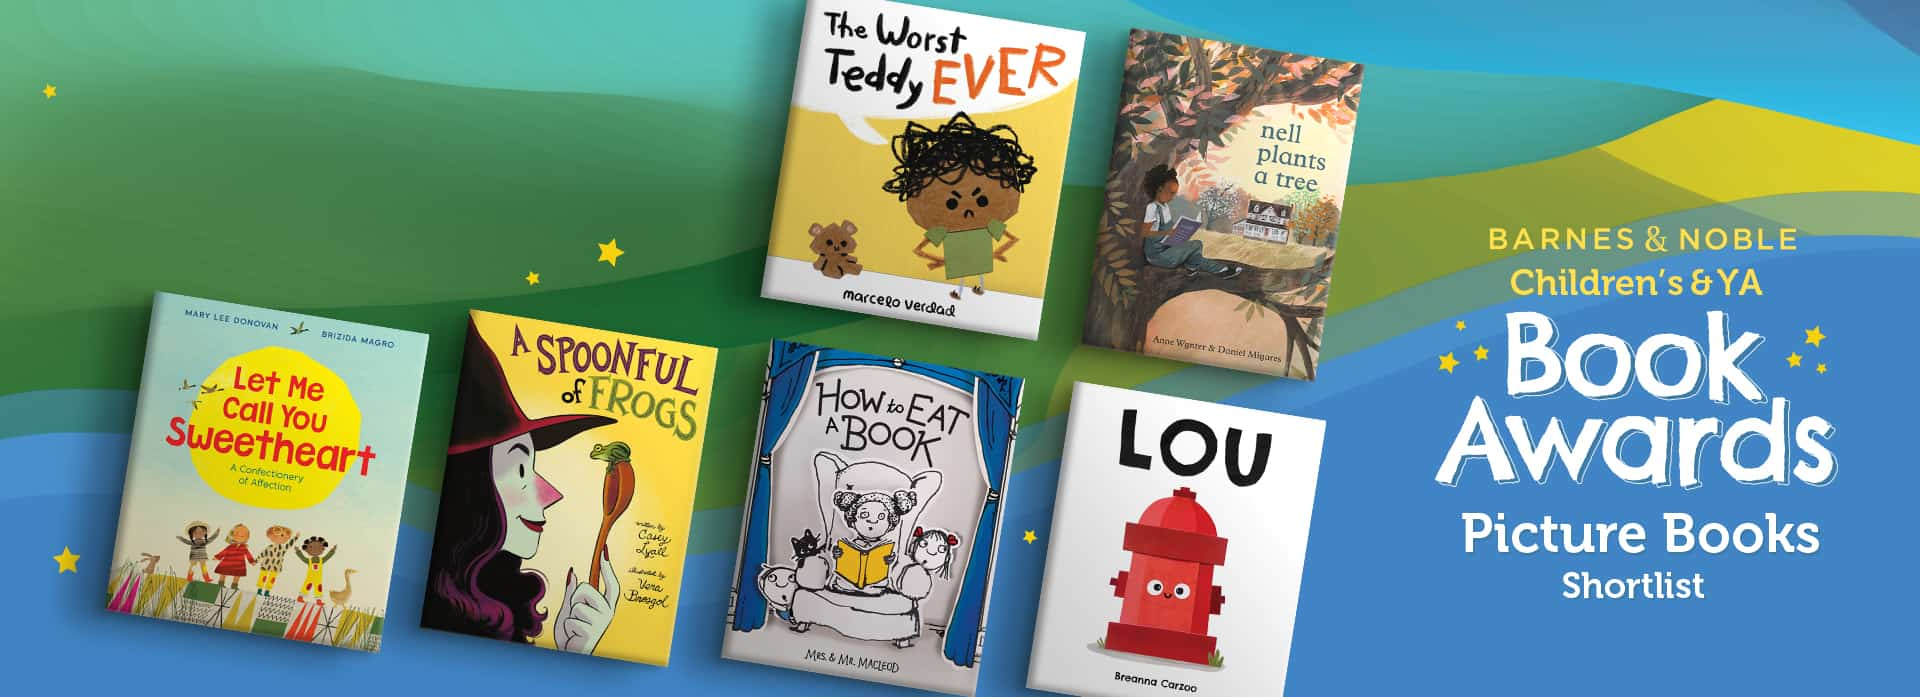 The Worst
Teddy EVER
marcelo verdad
nell
plants
a tree
Anne Wynter & Daniel Miyares
MARY LEE DONOVAN
BRIZIDA MAGRO
Let Me
Call You
Sweetheart
A Confectionery
of Affection
A SPOONFUL
of FROGS
written by
Casey
Lyall
illustrated by
Vera
Brosgol
HOW to EAT
A BOOK
MRS. & MR. MACLEOD
LOU
Breanna Carzoo
BARNES & NOBLE
Children's & YA
Book
Awards
Picture Books
Shortlist